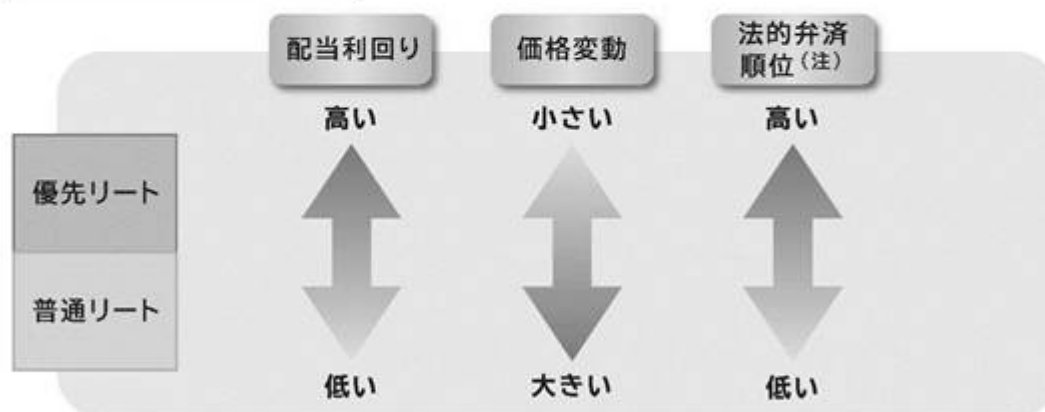 配当利回り
価格変動
法的弁済
順位(注)
高い
小さい
高い
優先リート
普通リート
低い
大きい
低い